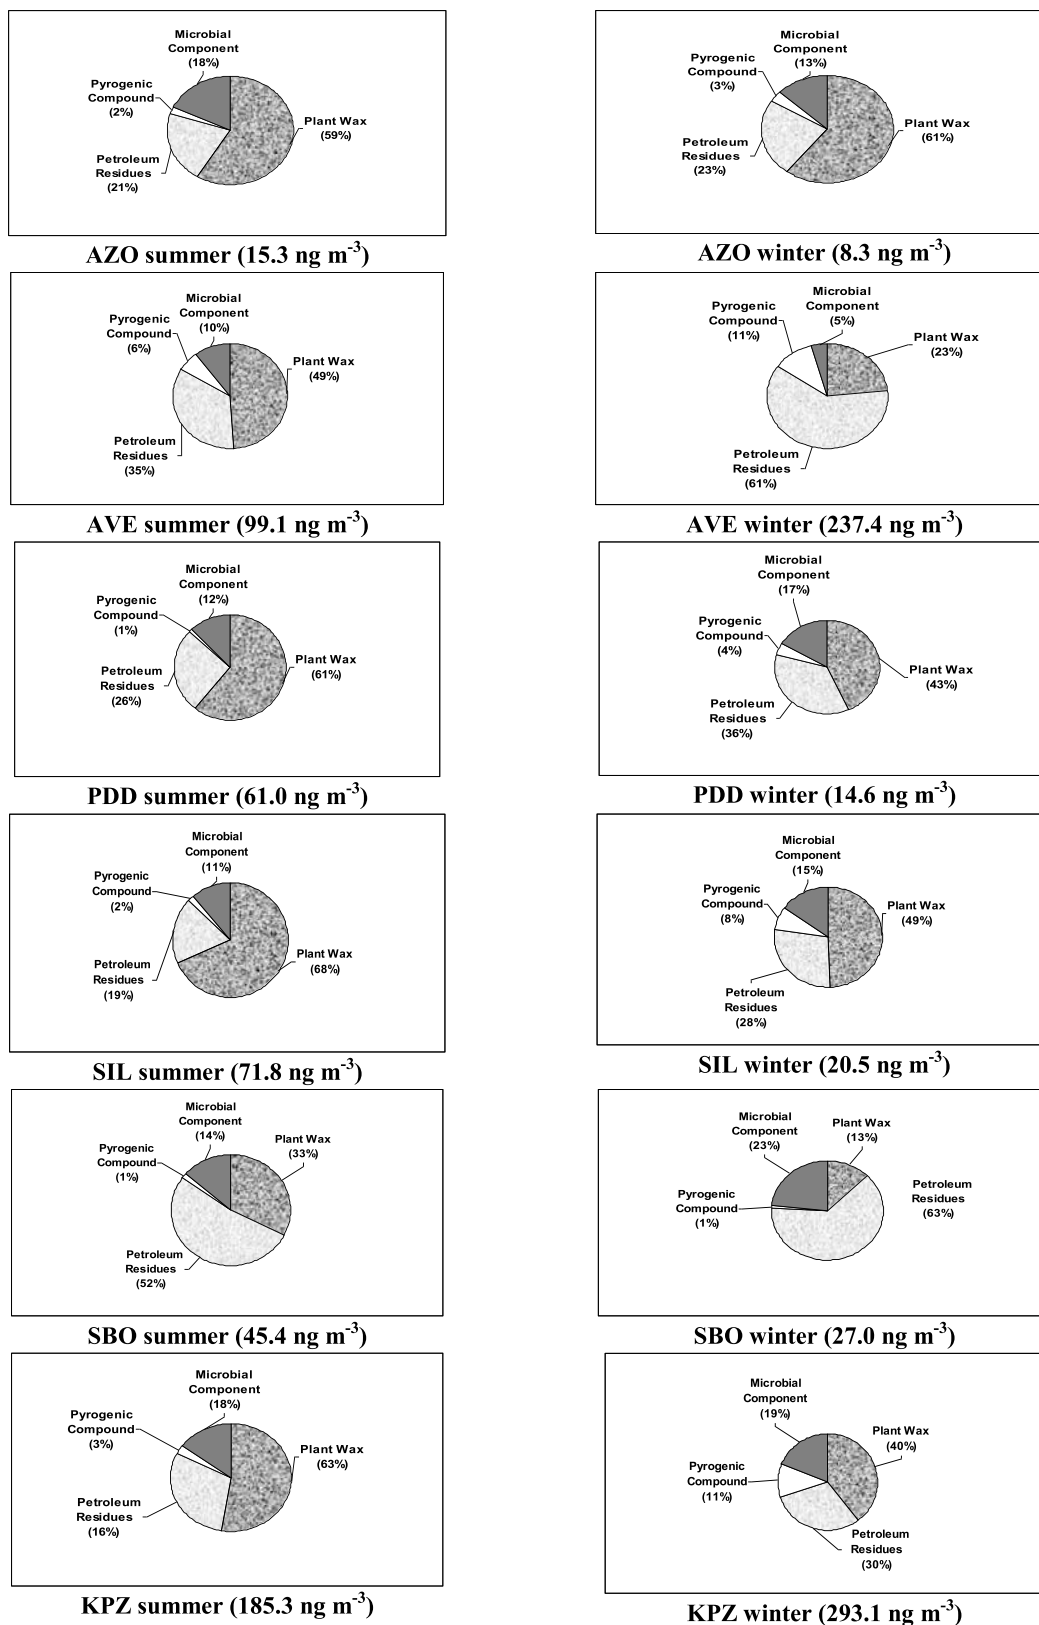 Microbial
Component
(18%)
Pyrogenic
Compound
(2%)
Plant Wax
(59%)
Petroleum
Residues
(21%)
AZO summer (15.3 ng m-3)
Microbial
Component
(13%)
Pyrogenic
Compound
(3%)
Plant Wax
(61%)
Petroleum
Residues
(23%)
AZO winter (8.3 ng m-3)
Microbial
Component
(10%)
Pyrogenic
Compound
(6%)
Plant Wax
(49%)
Petroleum
Residues
(35%)
AVE summer (99.1 ng m-3)
Microbial
Component
(5%)
Pyrogenic
Compound
(11%)
Plant Wax
(23%)
Petroleum
Residues
(61%)
AVE winter (237.4 ng m-3)
Microbial
Component
(12%)
Pyrogenic
Compound
(1%)
Plant Wax
(61%)
Petroleum
Residues
(26%)
PDD summer (61.0 ng m-3)
Microbial
Component
(17%)
Pyrogenic
Compound
(4%)
Plant Wax
(43%)
Petroleum
Residues
(36%)
PDD winter (14.6 ng m-3)
Microbial
Component
(11%)
Pyrogenic
Compound
(2%)
Plant Wax
(68%)
Petroleum
Residues
(19%)
SIL summer (71.8 ng m-3)
Microbial
Component
(15%)
Pyrogenic
Compound
(8%)
Plant Wax
(49%)
Petroleum
Residues
(28%)
SIL winter (20.5 ng m-3)
Microbial
Component
(14%)
Plant Wax
(33%)
Pyrogenic
Compound
(1%)
Petroleum
Residues
(52%)
SBO summer (45.4 ng m-3)
Microbial
Component
(23%)
Plant Wax
(13%)
Petroleum
Residues
(63%)
Pyrogenic
Compound
(1%)
SBO winter (27.0 ng m-3)
Microbial
Component
(18%)
Pyrogenic
Compound
(3%)
Plant Wax
(63%)
Petroleum
Residues
(16%)
KPZ summer (185.3 ng m-3)
Microbial
Component
(19%)
Plant Wax
(40%)
Pyrogenic
Compound
(11%)
Petroleum
Residues
(30%)
KPZ winter (293.1 ng m-3)